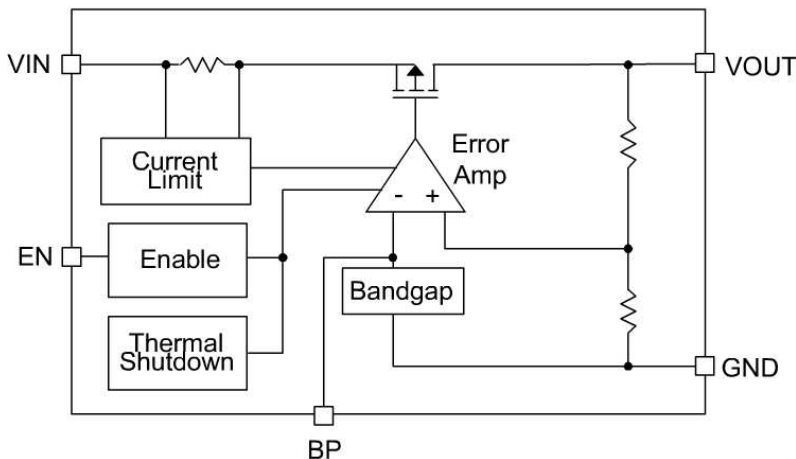 VIN
VOUT
Current
Limit
Error
Amp
- +
EN
Enable
Bandgap
Thermal
Shutdown
GND
BP